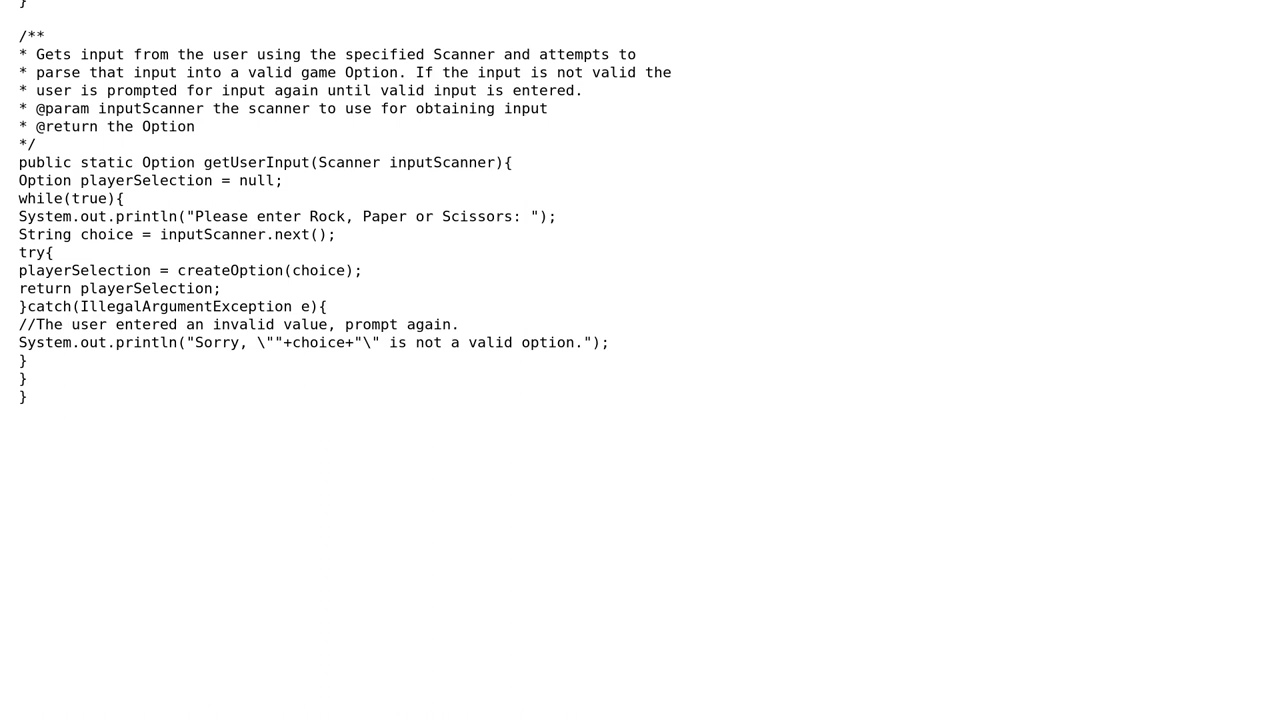 }
/**
* Gets input from the user using the specified Scanner and attempts to
* parse that input into a valid game Option. If the input is not valid the
* user is prompted for input again until valid input is entered.
* @param inputScanner the scanner to use for obtaining input
* @return the Option
*/
public static Option getUserInput(Scanner inputScanner){
Option playerSelection = null;
while(true){
System.out.println("Please enter Rock, Paper or Scissors: ");
String choice = inputScanner.next();
try{
playerSelection = createOption(choice);
return playerSelection;
}catch(IllegalArgumentException e){
//The user entered an invalid value, prompt again.
System.out.println("Sorry, \""+choice+"\" is not a valid option.");
}
}
}